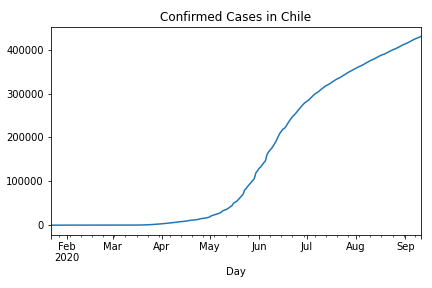 Confirmed Cases in Chile
400000
300000
200000
100000
0
Feb Mar Apr May Jun Jul Aug Sep
2020
Day